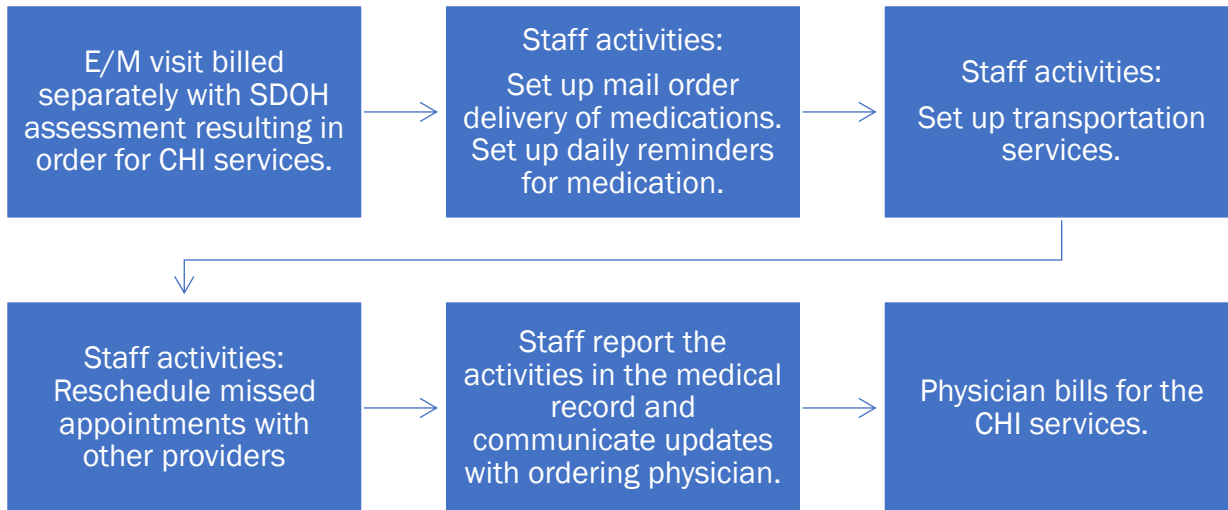 E/M visit billed
separately with SDOH
assessment resulting in
order for CHI services.
Staff activities:
Set up mail order
delivery of medications.
Set up daily reminders
for medication.
Staff activities:
Set up transportation
services.
Staff activities:
Reschedule missed
appointments with
other providers
Staff report the
activities in the medical
record and
communicate updates
with ordering physician.
Physician bills for the
CHI services.